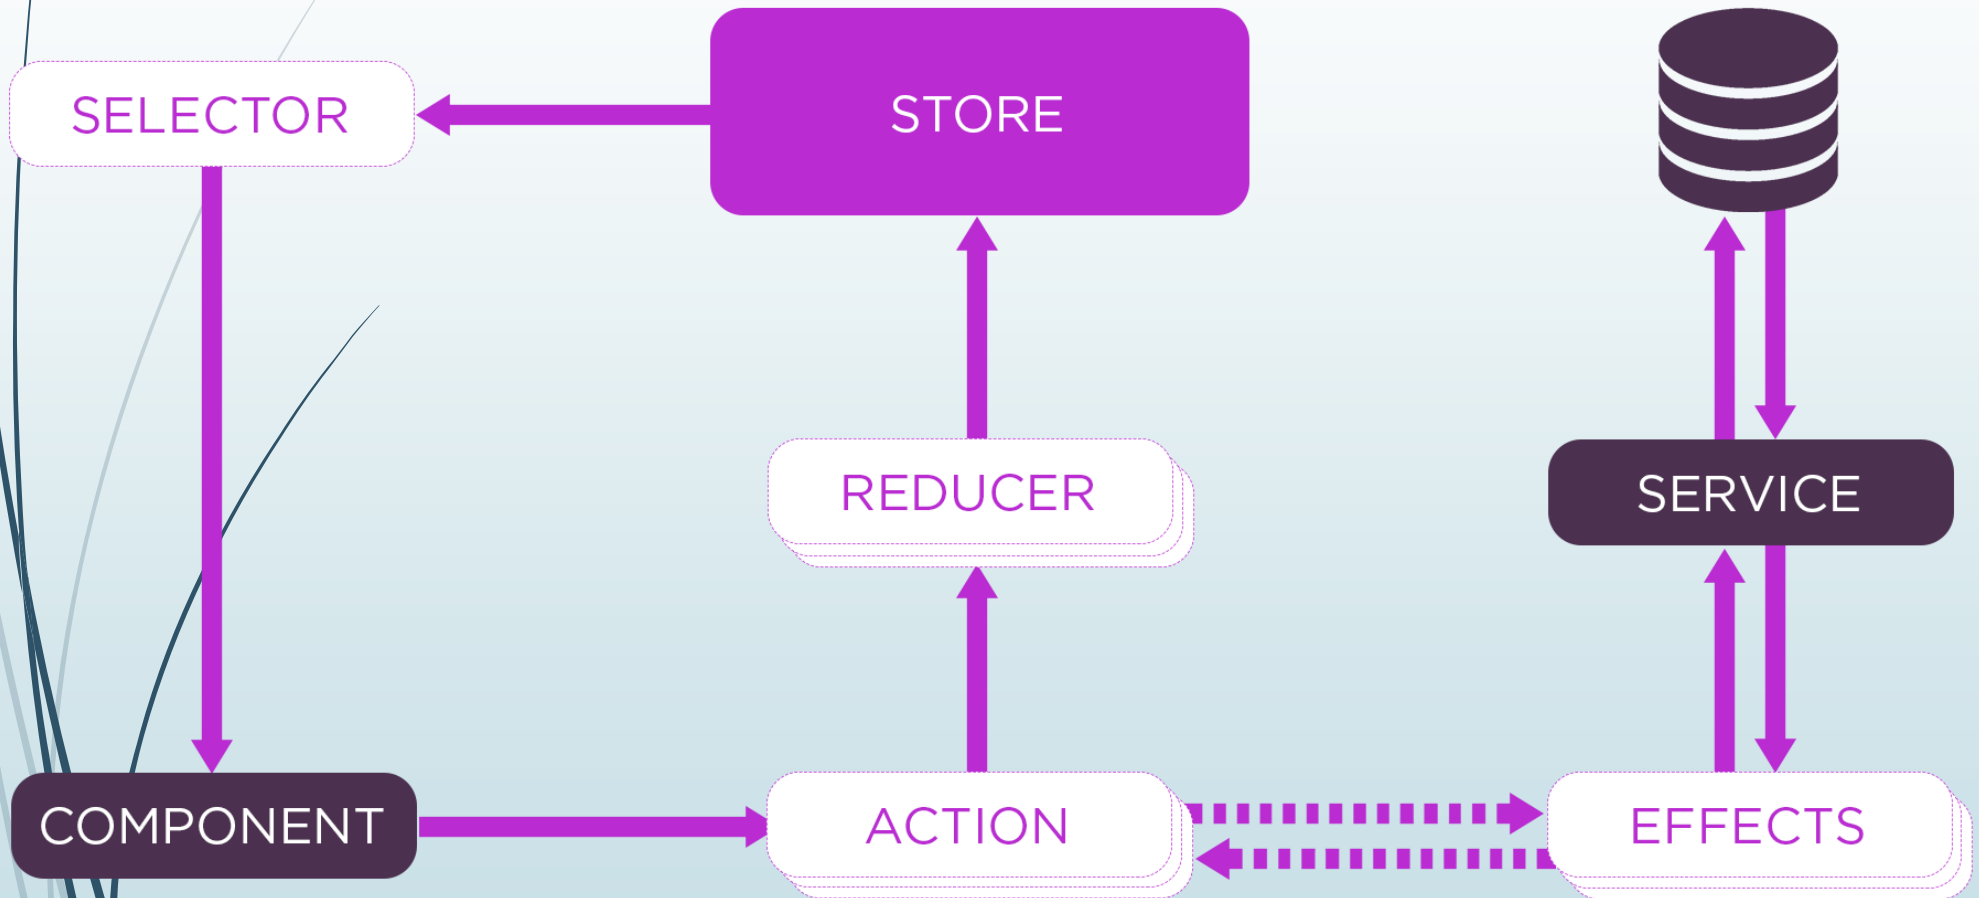 SELECTOR
STORE
REDUCER
SERVICE
COMPONENT
ACTION
EFFECTS